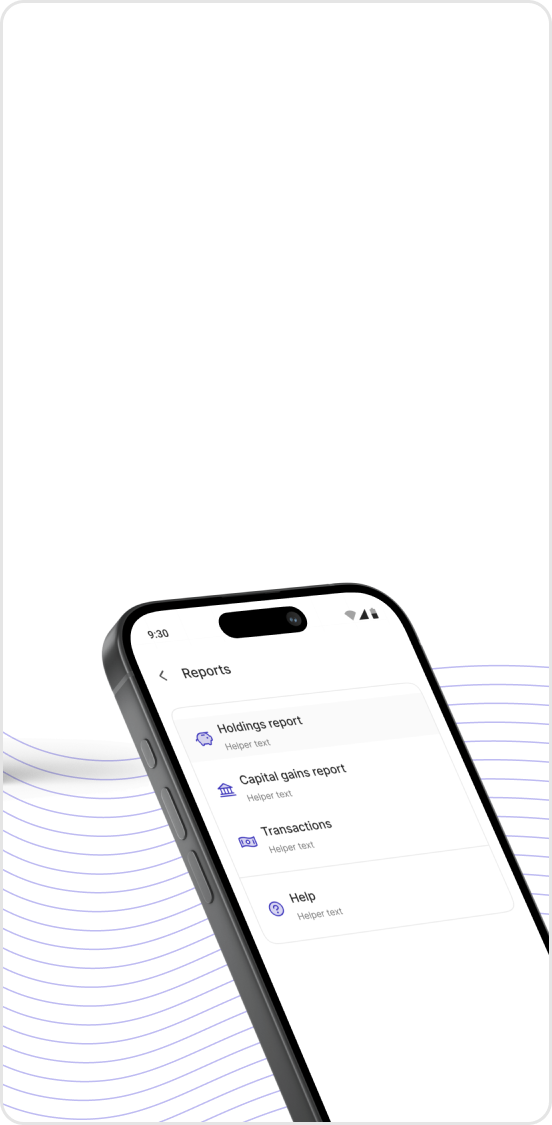 9:30
Reports
Holdings report
Helper text
Capital gains report
Helper text
Transactions
Helper text
Help
Helper text